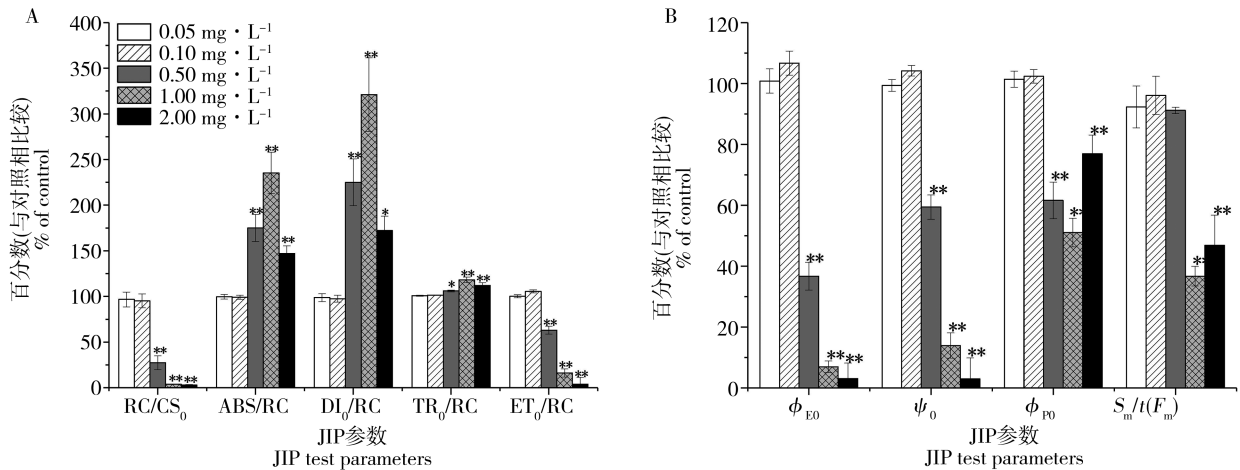 A
400
350
300
250
200
150
100
50
0
百分数(与对照相比较)
% of control
0.05 mg · L⁻¹
0.10 mg · L⁻¹
0.50 mg · L⁻¹
1.00 mg · L⁻¹
2.00 mg · L⁻¹
** ** ** ** ** ** ** ** ** * * ** ** ** ** *
RC/CS₀ ABS/RC DI₀/RC TR₀/RC ET₀/RC
JIP参数
JIP test parameters
B
120
100
80
60
40
20
0
百分数(与对照相比较)
% of control
** ** ** ** ** ** ** ** ** ** **
ϕE0 ψ₀ ϕP0 Sm/t(Fm)
JIP参数
JIP test parameters